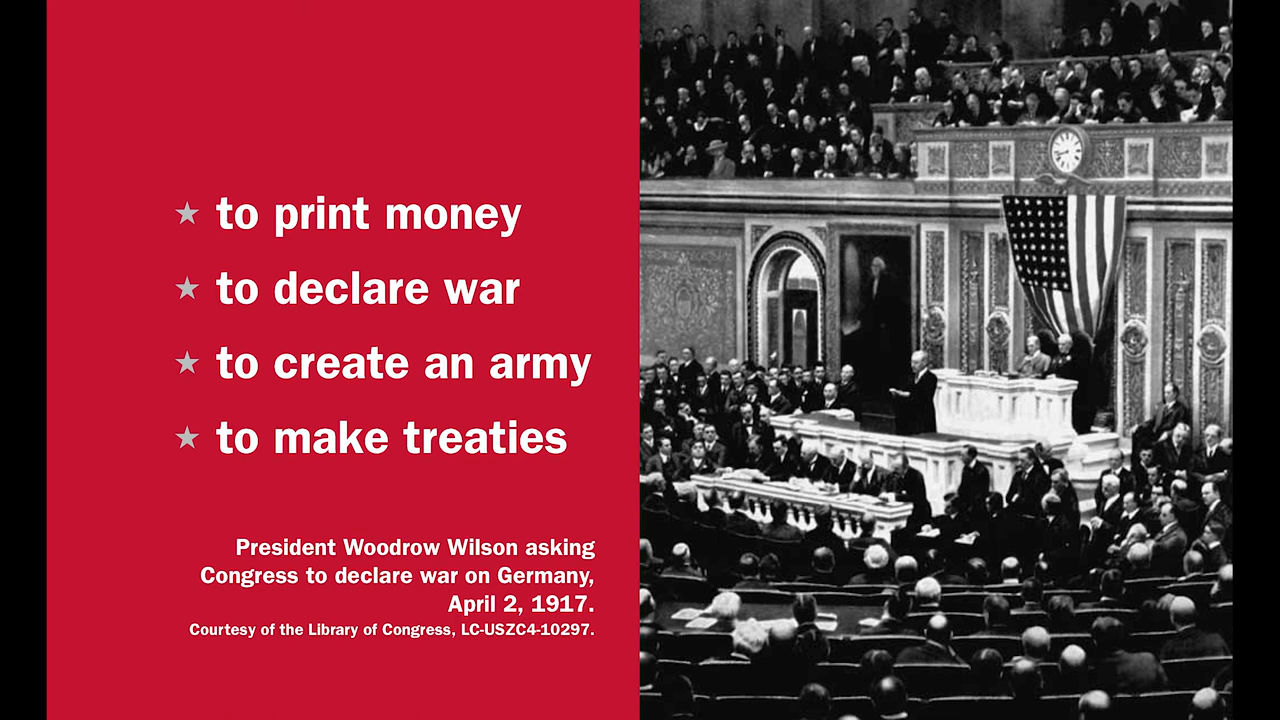 ★ to print money
★ to declare war
★ to create an army
★ to make treaties
President Woodrow Wilson asking
Congress to declare war on Germany,
April 2, 1917.
Courtesy of the Library of Congress, LC-USZC4-10297.